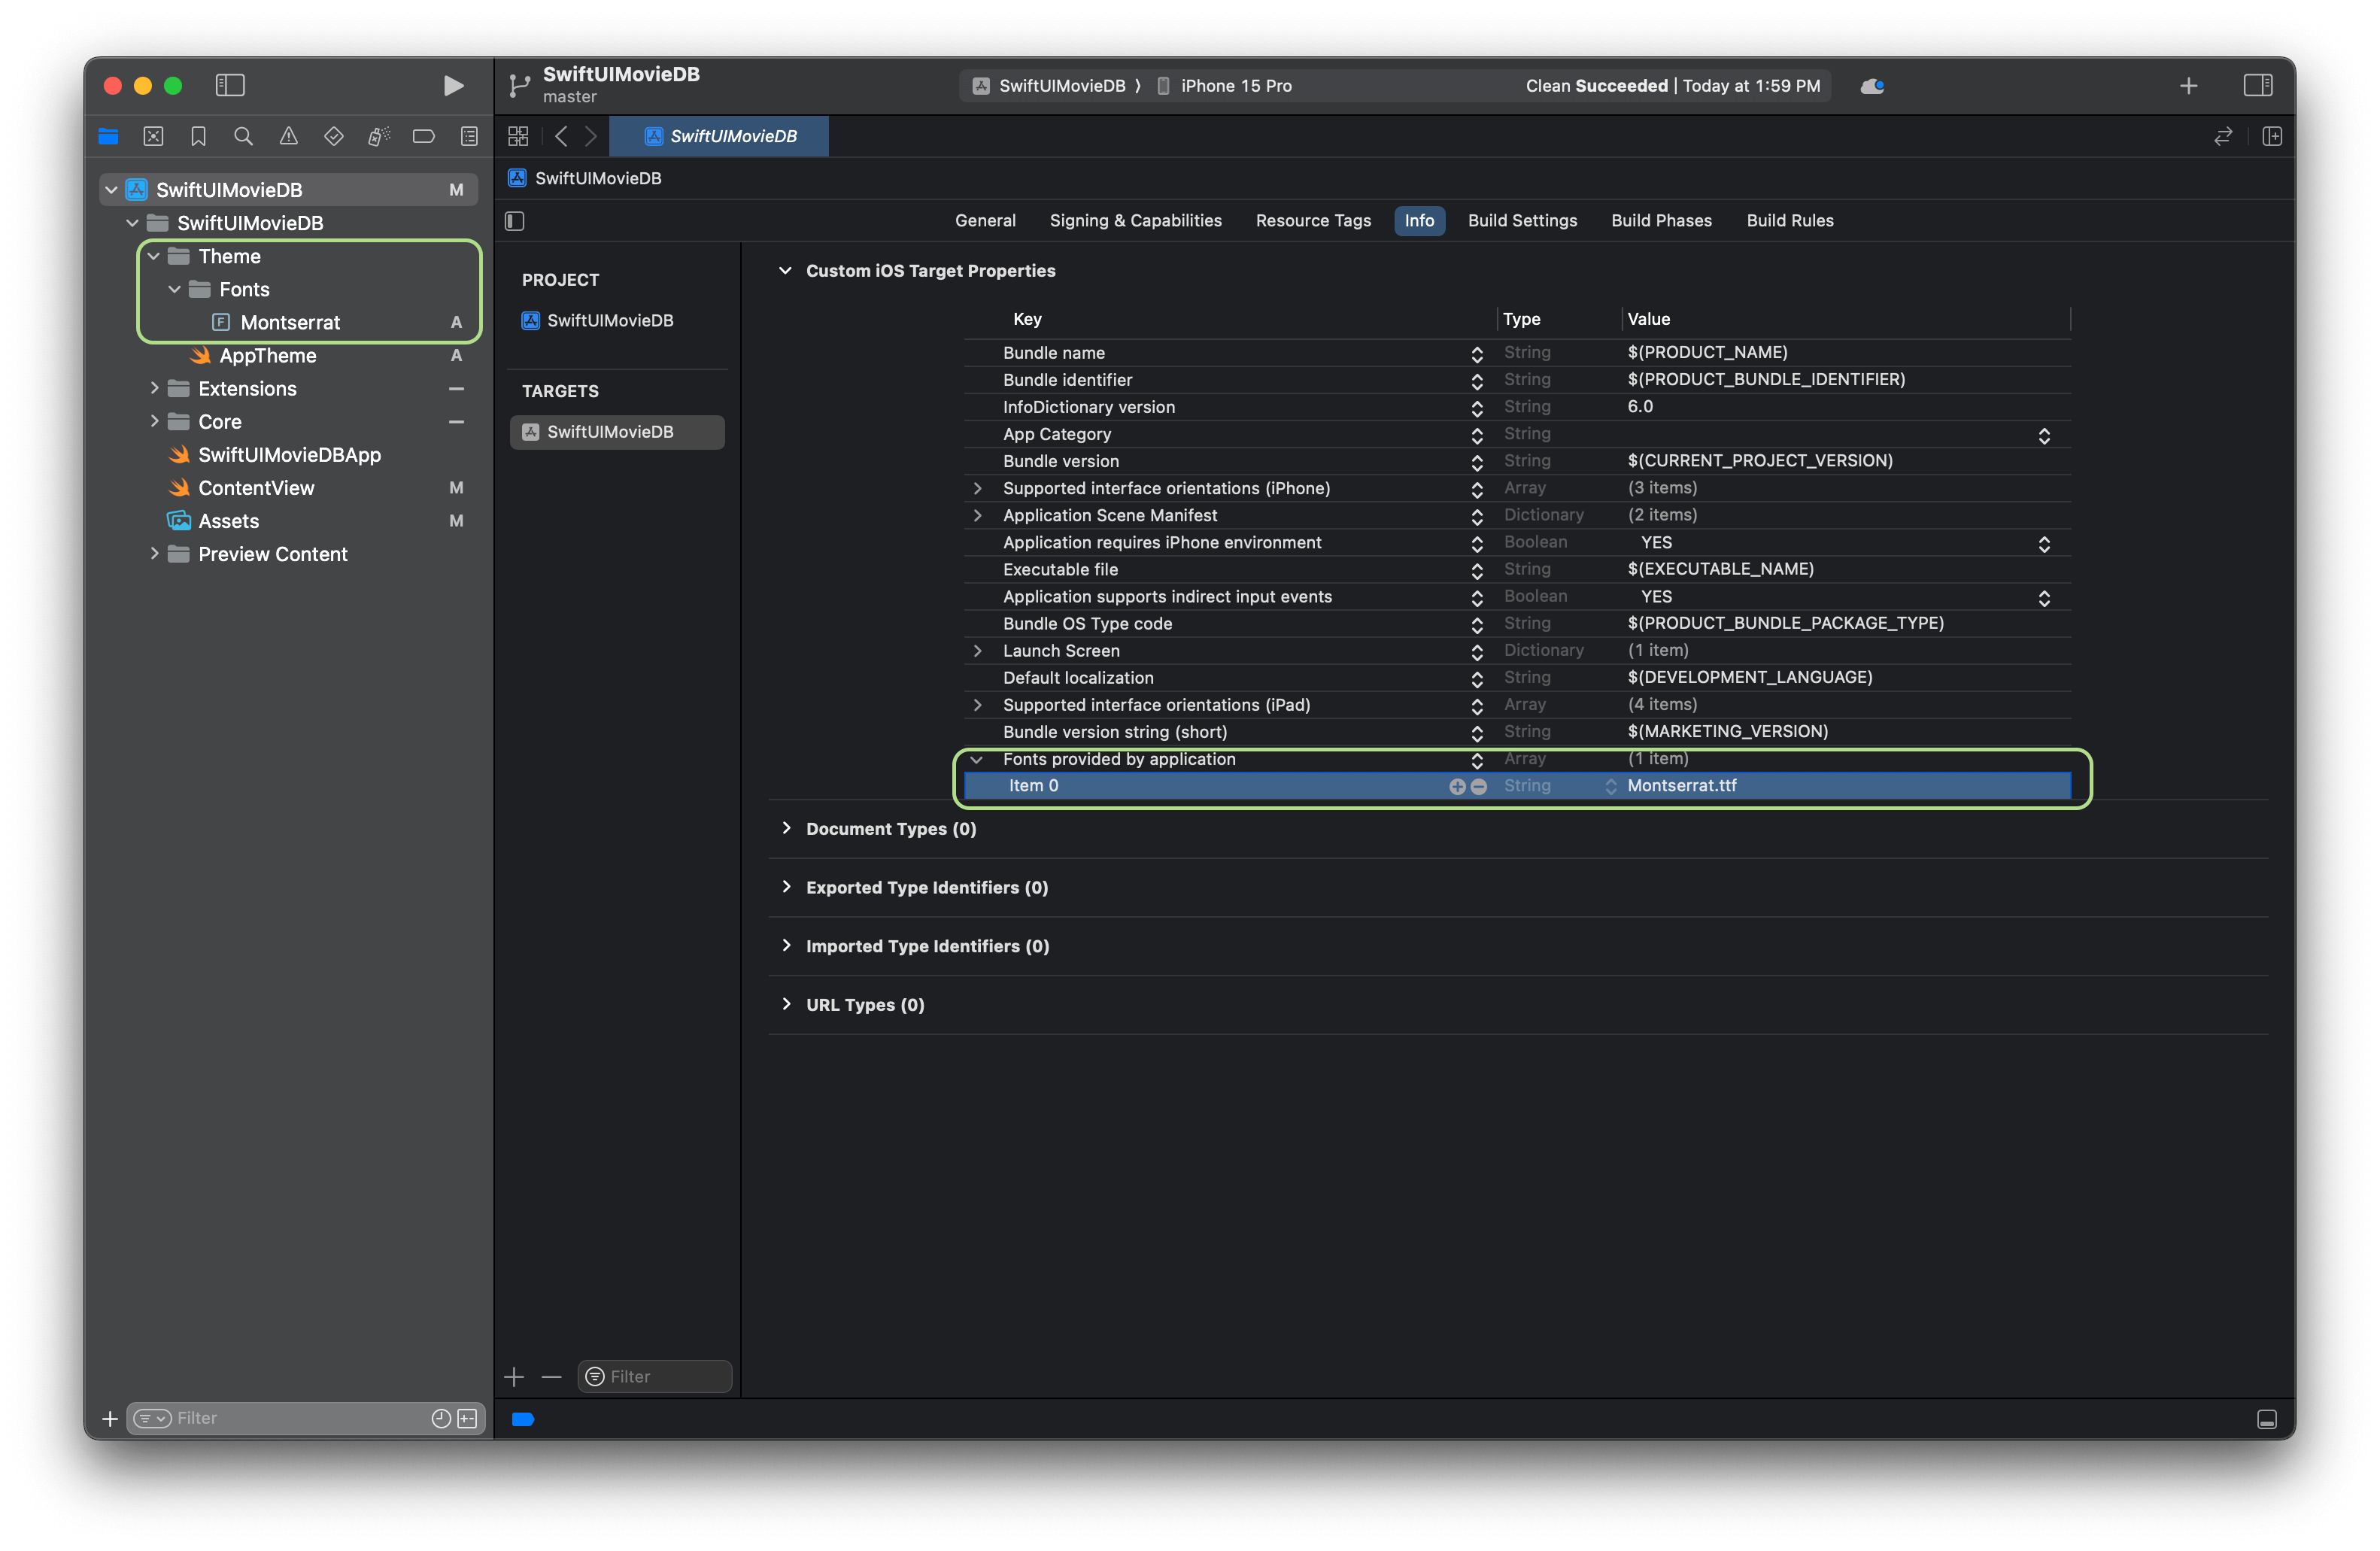 SwiftUIMovieDB
master
SwiftUIMovieDB ⟩ iPhone 15 Pro
Clean Succeeded | Today at 1:59 PM
SwiftUIMovieDB
SwiftUIMovieDB M
SwiftUIMovieDB
Theme
Fonts
F Montserrat A
AppTheme A
Extensions
Core
SwiftUIMovieDBApp
ContentView M
Assets M
Preview Content
Filter
SwiftUIMovieDB
General Signing & Capabilities Resource Tags Info Build Settings Build Phases Build Rules
PROJECT
SwiftUIMovieDB
TARGETS
SwiftUIMovieDB
Filter
Custom iOS Target Properties
Key Type Value
Bundle name String $(PRODUCT_NAME)
Bundle identifier String $(PRODUCT_BUNDLE_IDENTIFIER)
InfoDictionary version String 6.0
App Category String
Bundle version String $(CURRENT_PROJECT_VERSION)
Supported interface orientations (iPhone) Array (3 items)
Application Scene Manifest Dictionary (2 items)
Application requires iPhone environment Boolean YES
Executable file String $(EXECUTABLE_NAME)
Application supports indirect input events Boolean YES
Bundle OS Type code String $(PRODUCT_BUNDLE_PACKAGE_TYPE)
Launch Screen Dictionary (1 item)
Default localization String $(DEVELOPMENT_LANGUAGE)
Supported interface orientations (iPad) Array (4 items)
Bundle version string (short) String $(MARKETING_VERSION)
Fonts provided by application Array (1 item)
Item 0 String Montserrat.ttf
Document Types (0)
Exported Type Identifiers (0)
Imported Type Identifiers (0)
URL Types (0)